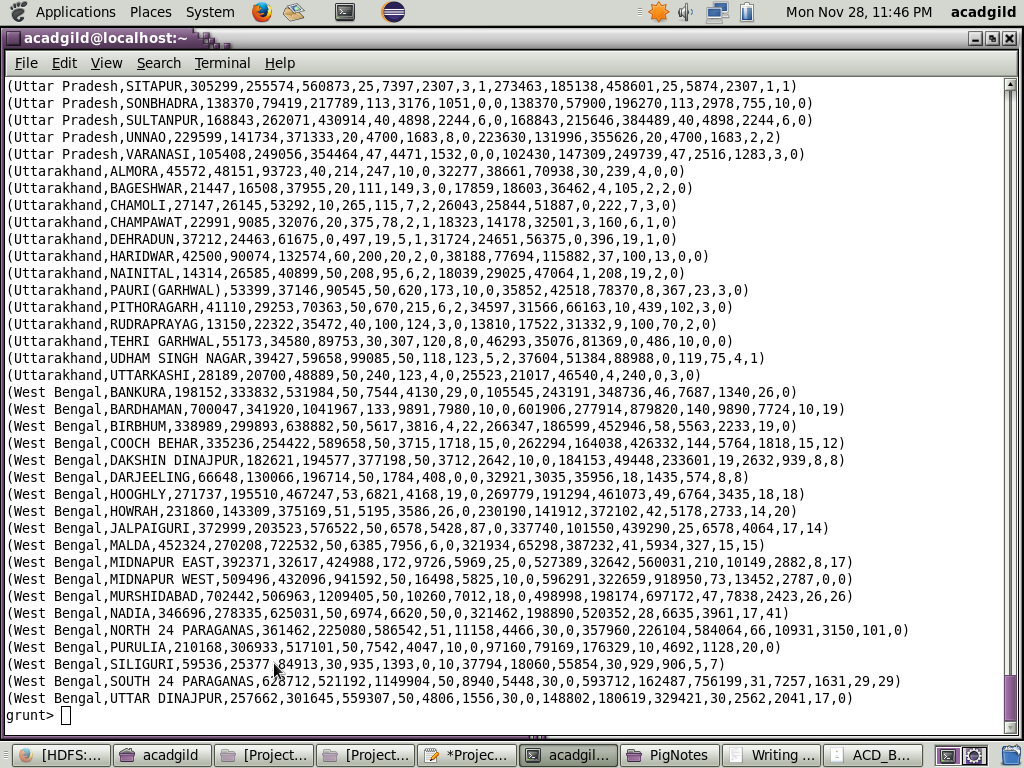 Applications Places System Mon Nov 28, 11:46 PM acadgild
acadgild@localhost:~
File Edit View Search Terminal Help
(Uttar Pradesh,SITAPUR,305299,255574,560873,25,7397,2307,3,1,273463,185138,458601,25,5874,2307,1,1)
(Uttar Pradesh,SONBHADRA,138370,79419,217789,113,3176,1051,0,0,138370,57900,196270,113,2978,755,10,0)
(Uttar Pradesh,SULTANPUR,168843,262071,430914,40,4898,2244,6,0,168843,215646,384489,40,4898,2244,6,0)
(Uttar Pradesh,UNNAO,229599,141734,371333,20,4700,1683,8,0,223630,131996,355626,20,4700,1683,2,2)
(Uttar Pradesh,VARANASI,105408,249056,354464,47,4471,1532,0,0,102430,147309,249739,47,2516,1283,3,0)
(Uttarakhand,ALMORA,45572,48151,93723,40,214,247,10,0,32277,38661,70938,30,239,4,0,0)
(Uttarakhand,BAGESHWAR,21447,16508,37955,20,111,149,3,0,17859,18603,36462,4,105,2,2,0)
(Uttarakhand,CHAMOLI,27147,26145,53292,10,265,115,7,2,26043,25844,51887,0,222,7,3,0)
(Uttarakhand,CHAMPAWAT,22991,9085,32076,20,375,78,2,1,18323,14178,32501,3,160,6,1,0)
(Uttarakhand,DEHRADUN,37212,24463,61675,0,497,19,5,1,31724,24651,56375,0,396,19,1,0)
(Uttarakhand,HARIDWAR,42500,90074,132574,60,200,20,2,0,38188,77694,115882,37,100,13,0,0)
(Uttarakhand,NAINITAL,14314,26585,40899,50,208,95,6,2,18039,29025,47064,1,208,19,2,0)
(Uttarakhand,PAURI(GARHWAL),53399,37146,90545,50,620,173,10,0,35852,42518,78370,8,367,23,3,0)
(Uttarakhand,PITHORAGARH,41110,29253,70363,50,670,215,6,2,34597,31566,66163,10,439,102,3,0)
(Uttarakhand,RUDRAPRAYAG,13150,22322,35472,40,100,124,3,0,13810,17522,31332,9,100,70,2,0)
(Uttarakhand,TEHRI GARHWAL,55173,34580,89753,30,307,120,8,0,46293,35076,81369,0,486,10,0,0)
(Uttarakhand,UDHAM SINGH NAGAR,39427,59658,99085,50,118,123,5,2,37604,51384,88988,0,119,75,4,1)
(Uttarakhand,UTTARKASHI,28189,20700,48889,50,240,123,4,0,25523,21017,46540,4,240,0,3,0)
(West Bengal,BANKURA,198152,333832,531984,50,7544,4130,29,0,105545,243191,348736,46,7687,1340,26,0)
(West Bengal,BARDHAMAN,700047,341920,1041967,133,9891,7980,10,0,601906,277914,879820,140,9890,7724,10,19)
(West Bengal,BIRBHUM,338989,299893,638882,50,5617,3816,4,22,266347,186599,452946,58,5563,2233,19,0)
(West Bengal,COOCH BEHAR,335236,254422,589658,50,3715,1718,15,0,262294,164038,426332,144,5764,1818,15,12)
(West Bengal,DAKSHIN DINAJPUR,182621,194577,377198,50,3712,2642,10,0,184153,49448,233601,19,2632,939,8,8)
(West Bengal,DARJEELING,66648,130066,196714,50,1784,408,0,0,32921,3035,35956,18,1435,574,8,8)
(West Bengal,HOOGHLY,271737,195510,467247,53,6821,4168,19,0,269779,191294,461073,49,6764,3435,18,18)
(West Bengal,HOWRAH,231860,143309,375169,51,5195,3586,26,0,230190,141912,372102,42,5178,2733,14,20)
(West Bengal,JALPAIGURI,372999,203523,576522,50,6578,5428,87,0,337740,101550,439290,25,6578,4064,17,14)
(West Bengal,MALDA,452324,270208,722532,50,6385,7956,6,0,321934,65298,387232,41,5934,327,15,15)
(West Bengal,MIDNAPUR EAST,392371,32617,424988,172,9726,5969,25,0,527389,32642,560031,210,10149,2882,8,17)
(West Bengal,MIDNAPUR WEST,509496,432096,941592,50,16498,5825,10,0,596291,322659,918950,73,13452,2787,0,0)
(West Bengal,MURSHIDABAD,702442,506963,1209405,50,10260,7012,18,0,498998,198174,697172,47,7838,2423,26,26)
(West Bengal,NADIA,346696,278335,625031,50,6974,6620,50,0,321462,198890,520352,28,6635,3961,17,41)
(West Bengal,NORTH 24 PARAGANAS,361462,225080,586542,51,11158,4466,30,0,357960,226104,584064,66,10931,3150,101,0)
(West Bengal,PURULIA,210168,306933,517101,50,7542,4047,10,0,97160,79169,176329,10,4692,1128,20,0)
(West Bengal,SILIGURI,59536,25377,84913,30,935,1393,0,10,37794,18060,55854,30,929,906,5,7)
(West Bengal,SOUTH 24 PARAGANAS,628712,521192,1149904,50,8940,5448,30,0,593712,162487,756199,31,7257,1631,29,29)
(West Bengal,UTTAR DINAJPUR,257662,301645,559307,50,4806,1556,30,0,148802,180619,329421,30,2562,2041,17,0)
grunt>
[HDFS:... acadgild [Project... [Project... *Projec... acadgil... PigNotes Writing ... ACD_B...